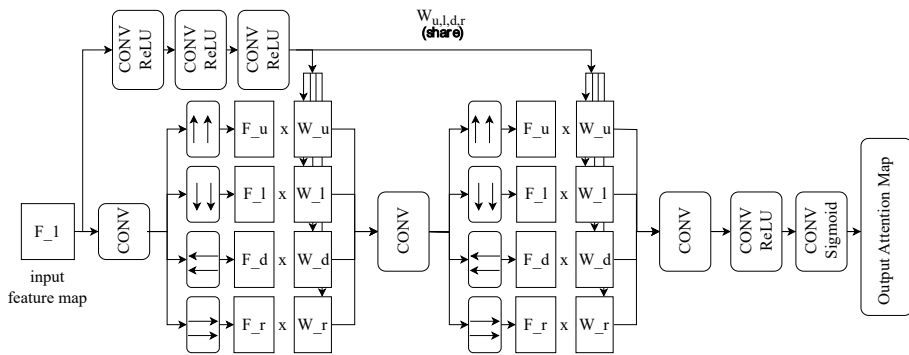 W_{u,l,d,r}
(share)
CONV
ReLU
CONV
ReLU
CONV
ReLU
F_u x W_u
F_u x W_u
F_l x W_l
F_l x W_l
F_1
CONV
CONV
CONV
CONV
ReLU
CONV
Sigmoid
Output Attention Map
input
feature map
F_d x W_d
F_d x W_d
F_r x W_r
F_r x W_r